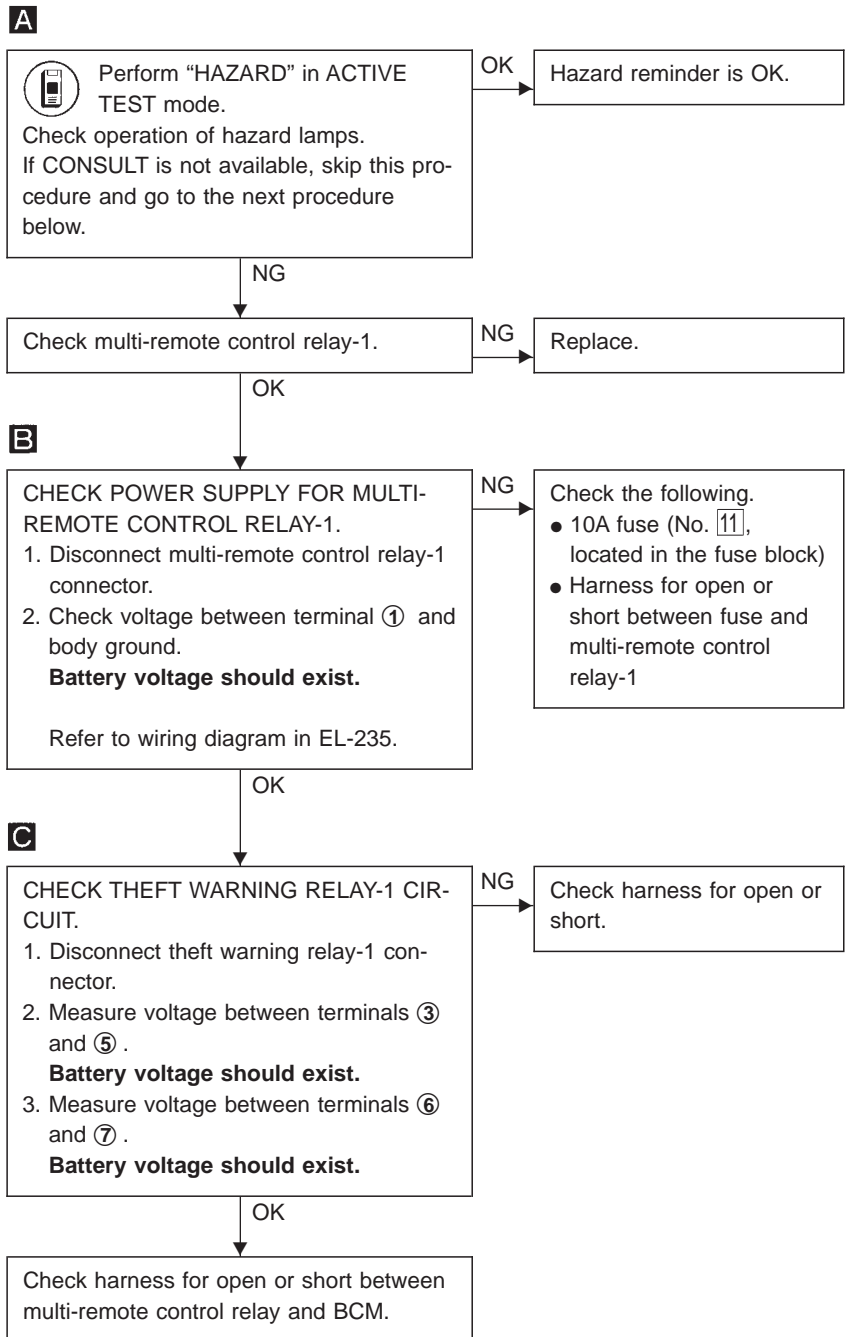 A
Perform “HAZARD” in ACTIVE
TEST mode.
Check operation of hazard lamps.
If CONSULT is not available, skip this pro-
cedure and go to the next procedure
below.
OK
Hazard reminder is OK.
NG
Check multi-remote control relay-1.
NG
Replace.
OK
B
CHECK POWER SUPPLY FOR MULTI-
REMOTE CONTROL RELAY-1.
1. Disconnect multi-remote control relay-1
connector.
2. Check voltage between terminal ① and
body ground.
Battery voltage should exist.
Refer to wiring diagram in EL-235.
NG
Check the following.
● 10A fuse (No. 11,
located in the fuse block)
● Harness for open or
short between fuse and
multi-remote control
relay-1
OK
C
CHECK THEFT WARNING RELAY-1 CIR-
CUIT.
1. Disconnect theft warning relay-1 con-
nector.
2. Measure voltage between terminals ③
and ⑤ .
Battery voltage should exist.
3. Measure voltage between terminals ⑥
and ⑦ .
Battery voltage should exist.
NG
Check harness for open or
short.
OK
Check harness for open or short between
multi-remote control relay and BCM.